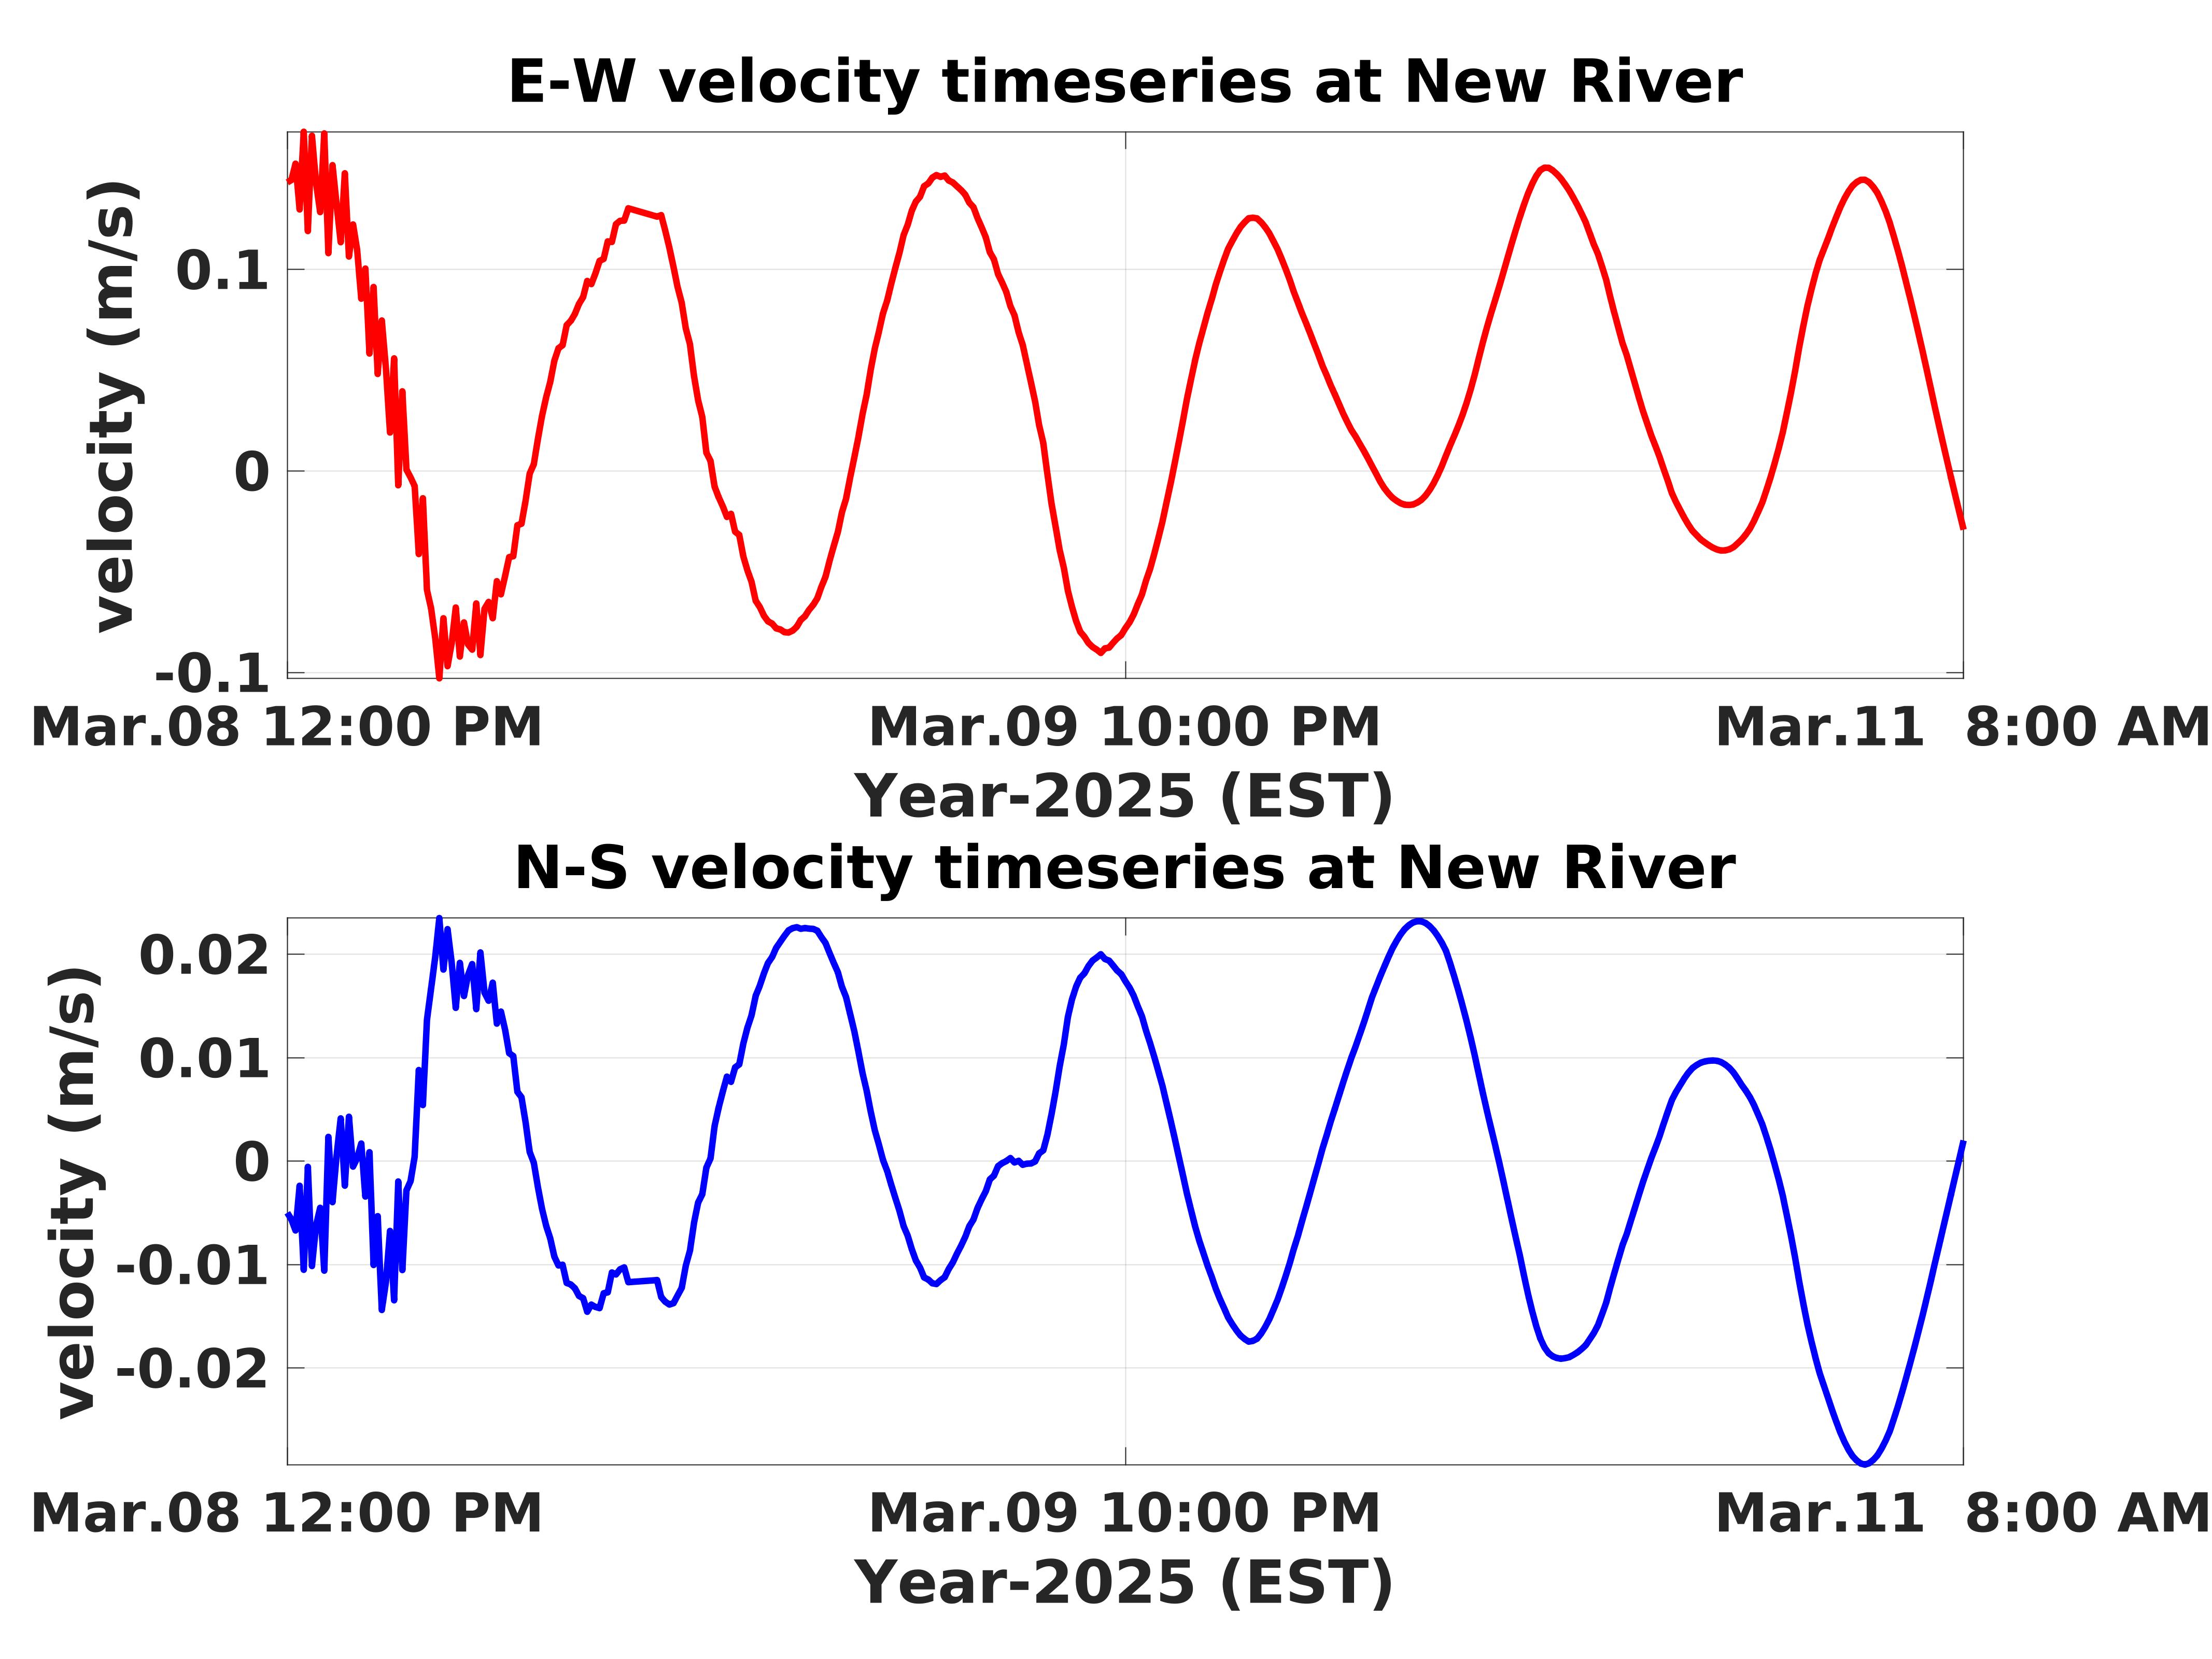 E-W velocity timeseries at New River
velocity (m/s)
0.1
0
-0.1
Mar.08 12:00 PM Mar.09 10:00 PM Mar.11  8:00 AM
Year-2025 (EST)
N-S velocity timeseries at New River
velocity (m/s)
0.02
0.01
0
-0.01
-0.02
Mar.08 12:00 PM Mar.09 10:00 PM Mar.11  8:00 AM
Year-2025 (EST)